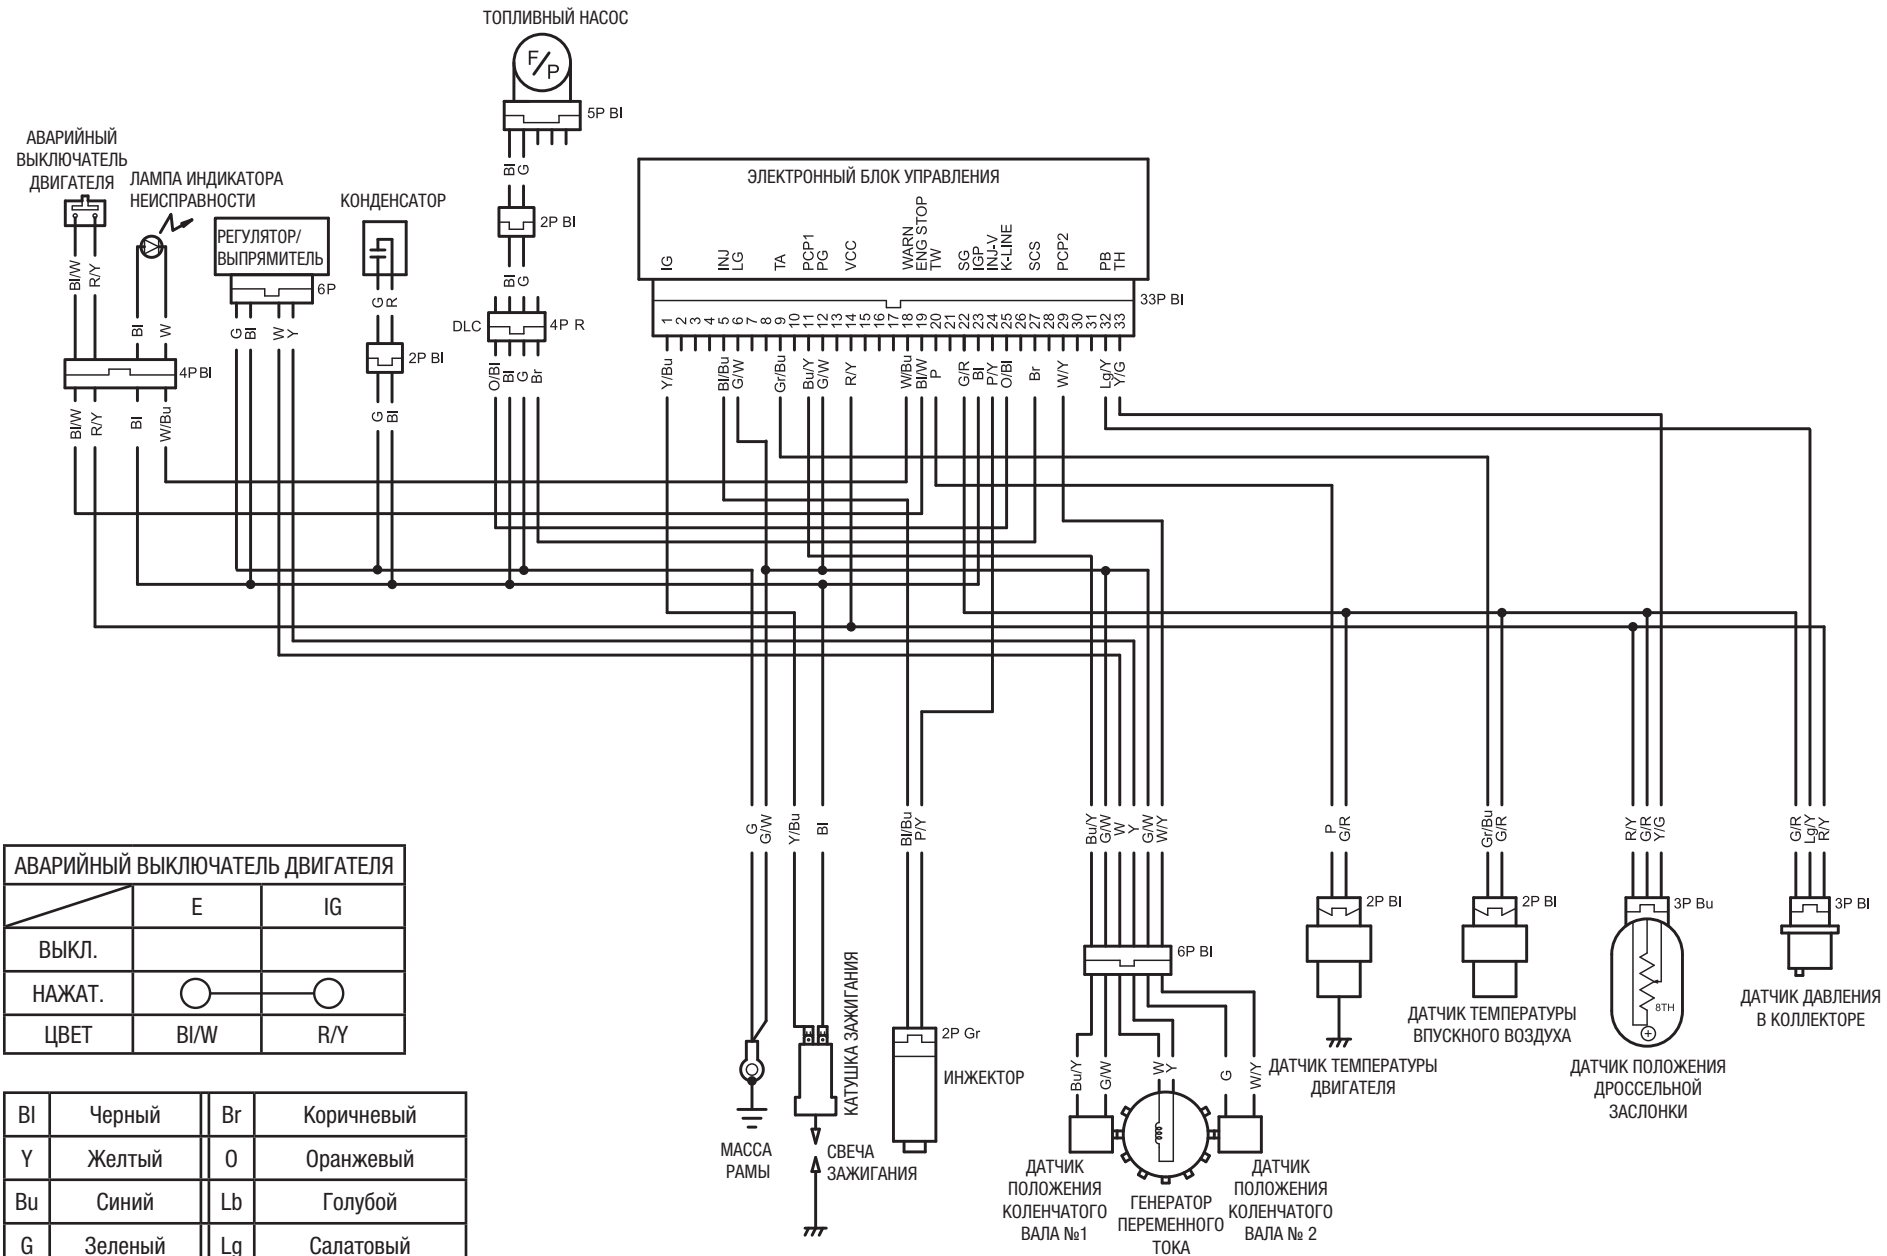 ТОПЛИВНЫЙ НАСОС
F/P
5P Bl
Bl
G
2P Bl
Bl
G
DLC
4P R
O/Bl
Bl
G
Br
АВАРИЙНЫЙ
ВЫКЛЮЧАТЕЛЬ
ДВИГАТЕЛЯ
Bl/W
R/Y
ЛАМПА ИНДИКАТОРА
НЕИСПРАВНОСТИ
Bl
W
4P Bl
Bl/W
R/Y
Bl
W/Bu
РЕГУЛЯТОР/
ВЫПРЯМИТЕЛЬ
6P
G
Bl
W
Y
КОНДЕНСАТОР
G
R
2P Bl
G
Bl
ЭЛЕКТРОННЫЙ БЛОК УПРАВЛЕНИЯ
IG
INJ
LG
TA
PCP1
PG
VCC
WARN
ENG STOP
TW
SG
IGP
INJ-V
K-LINE
SCS
PCP2
PB
TH
33P Bl
1 2 3 4 5 6 7 8 9 10 11 12 13 14 15 16 17 18 19 20 21 22 23 24 25 26 27 28 29 30 31 32 33
Y/Bu
Bl/Bu
G/W
Gr/Bu
Bu/Y
G/W
R/Y
W/Bu
Bl/W
P
G/R
Bl
P/Y
O/Bl
Br
W/Y
Lg/Y
Y/G
G
G/W
Y/Bu
Bl
Bl/Bu
P/Y
Bu/Y
G/W
W
Y
G/W
W/Y
P
G/R
Gr/Bu
G/R
R/Y
G/R
Y/G
G/R
Lg/Y
R/Y
МАССА
РАМЫ
КАТУШКА ЗАЖИГАНИЯ
СВЕЧА
ЗАЖИГАНИЯ
2P Gr
ИНЖЕКТОР
6P Bl
Bu/Y
G/W
W
Y
G
W/Y
ДАТЧИК
ПОЛОЖЕНИЯ
КОЛЕНЧАТОГО
ВАЛА №1
ГЕНЕРАТОР
ПЕРЕМЕННОГО
ТОКА
ДАТЧИК
ПОЛОЖЕНИЯ
КОЛЕНЧАТОГО
ВАЛА № 2
2P Bl
ДАТЧИК ТЕМПЕРАТУРЫ
ДВИГАТЕЛЯ
2P Bl
ДАТЧИК ТЕМПЕРАТУРЫ
ВПУСКНОГО ВОЗДУХА
3P Bu
8TH
ДАТЧИК ПОЛОЖЕНИЯ
ДРОССЕЛЬНОЙ
ЗАСЛОНКИ
3P Bl
ДАТЧИК ДАВЛЕНИЯ
В КОЛЛЕКТОРЕ
АВАРИЙНЫЙ ВЫКЛЮЧАТЕЛЬ ДВИГАТЕЛЯ
E IG
ВЫКЛ.
НАЖАТ.
ЦВЕТ Bl/W R/Y
Bl Черный Br Коричневый
Y Желтый O Оранжевый
Bu Синий Lb Голубой
G Зеленый Lg Салатовый